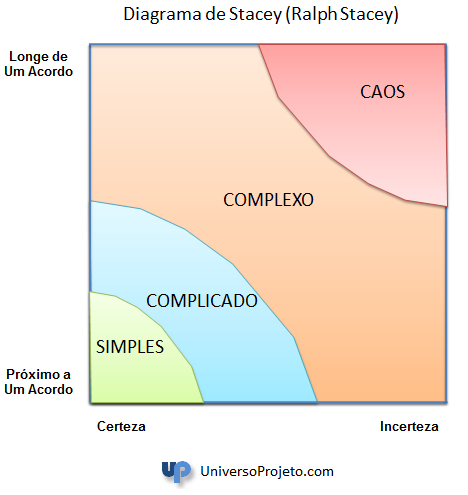 Diagrama de Stacey (Ralph Stacey)
Longe de
Um Acordo
CAOS
COMPLEXO
COMPLICADO
SIMPLES
Próximo a
Um Acordo
Certeza
Incerteza
up UniversoProjeto.com